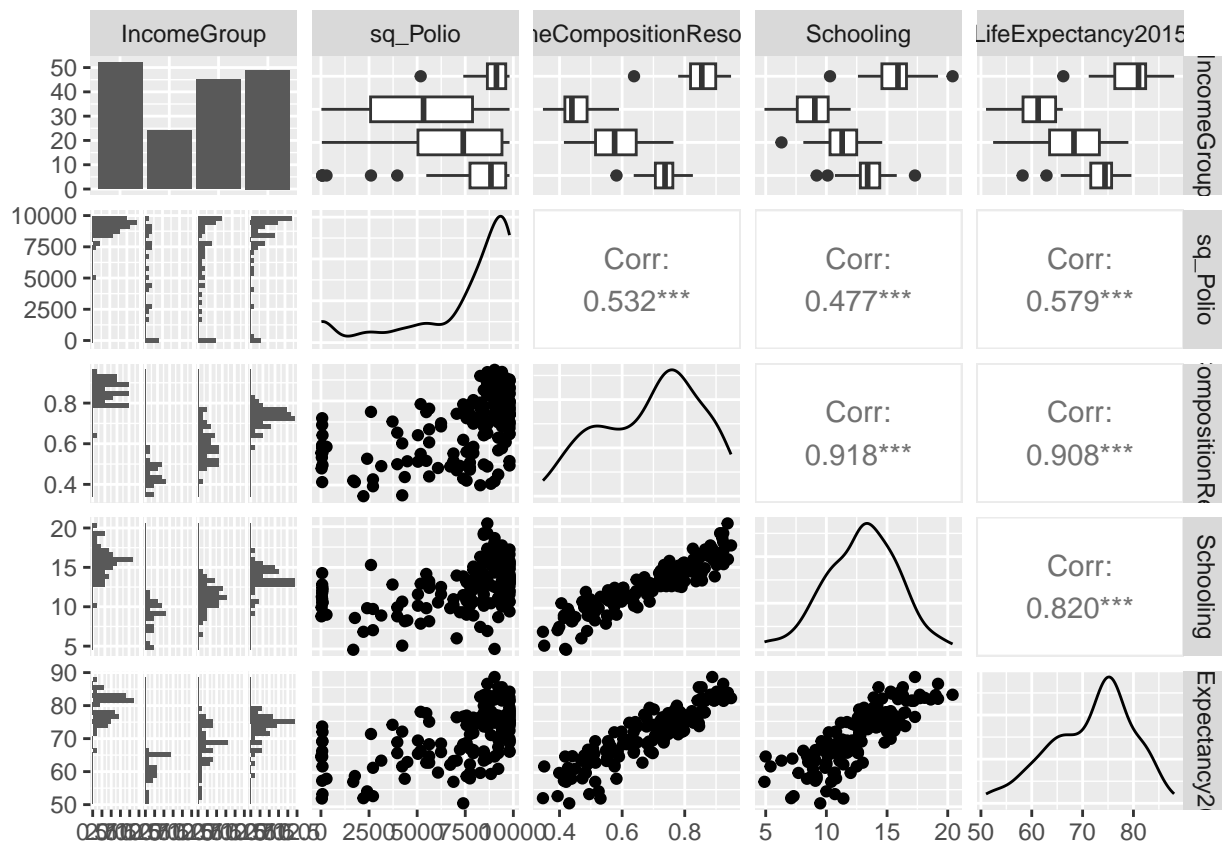 IncomeGroup
sq_Polio
neCompositionReso
Schooling
LifeExpectancy2015
50
40
30
20
10
0
IncomeGroup
10000
7500
5000
2500
0
Corr:
0.532***
Corr:
0.477***
Corr:
0.579***
sq_Polio
0.8
0.6
0.4
Corr:
0.918***
Corr:
0.908***
ompositionRe
20
15
10
5
Corr:
0.820***
Schooling
90
80
70
60
50
Expectancy2
0 2500 5000 7500 10000
0.4 0.6 0.8
5 10 15 20
50 60 70 80